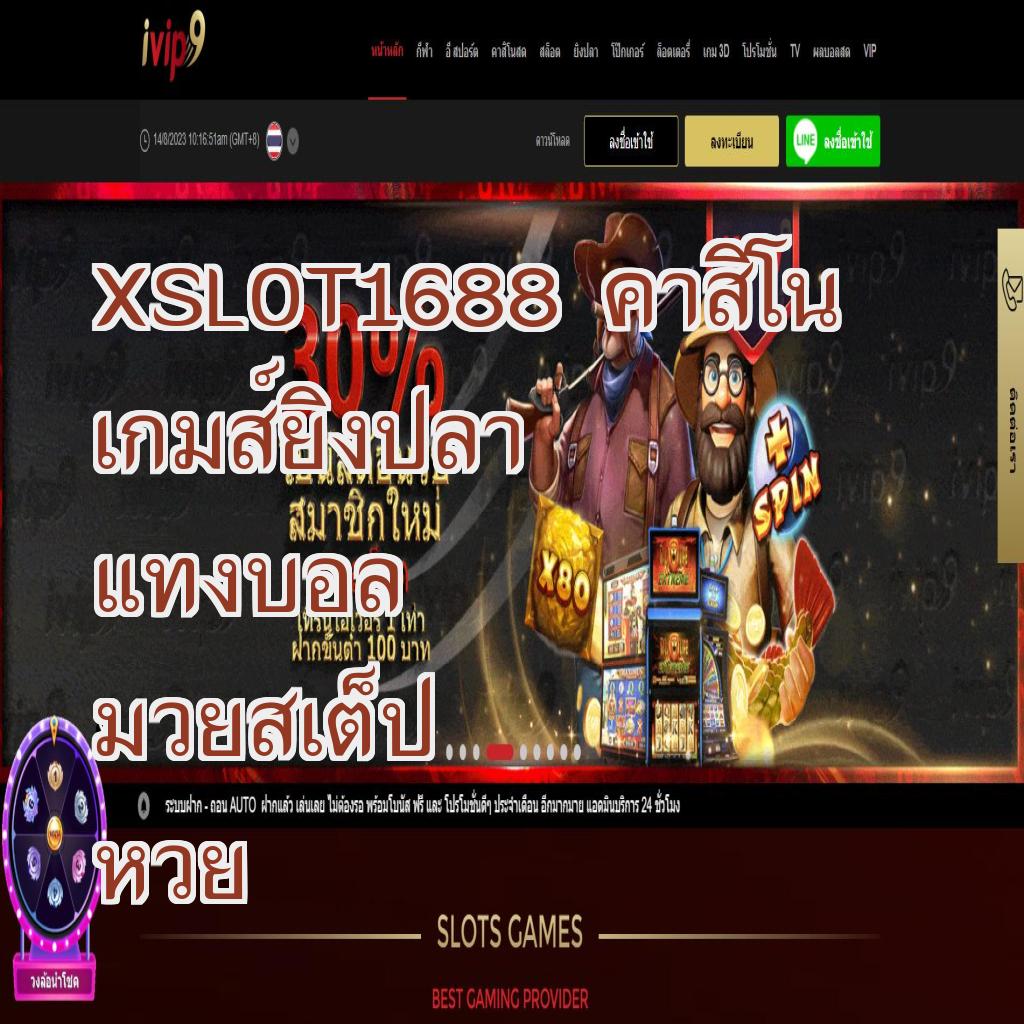 ivip9
หน้าหลัก กีฬา อีสปอร์ต คาสิโนสด สล็อต ยิงปลา โป๊กเกอร์ ล็อตเตอรี่ เกม 3D โปรโมชั่น TV ผลบอลสด VIP
14/8/2023 10:16:51am (GMT+8)
ดาวน์โหลด ลงชื่อเข้าใช้ ลงทะเบียน LINE ลงชื่อเข้าใช้
XSLOT1688 คาสิโน
30%
เกมส์ยิงปลา
สมาชิกใหม่
แทงบอล
1 เท่า
ฝากขั้นต่ำ 100 บาท
มวยสเต็ป
หวย
+
SPIN
X80
EXTREME
ติดต่อเรา
ระบบฝาก - ถอน AUTO ฝากแล้ว เล่นเลย ไม่ต้องรอ พร้อมโบนัส ฟรี และ โปรโมชั่นดีๆ ประจำเดือน อีกมากมาย แอดมินบริการ 24 ชั่วโมง
วงล้อนำโชค
SLOTS GAMES
BEST GAMING PROVIDER